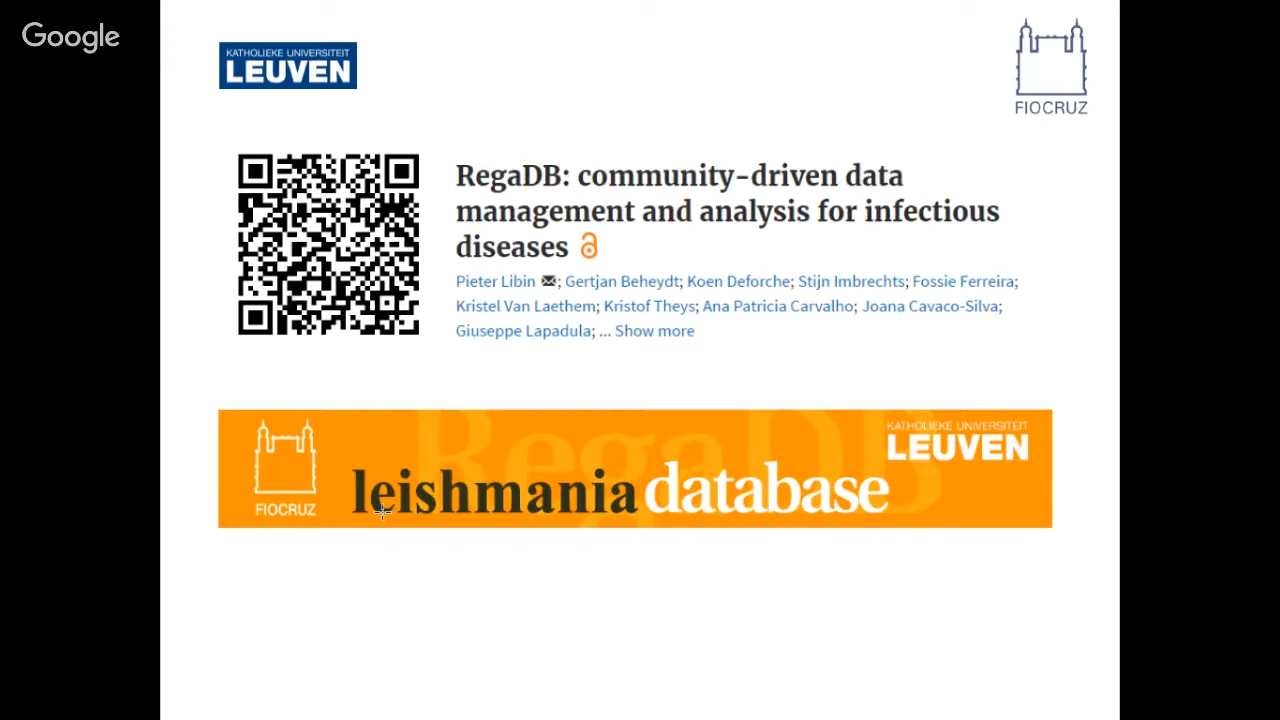 Google
KATHOLIEKE UNIVERSITEIT
LEUVEN
FIOCRUZ
RegaDB: community-driven data
management and analysis for infectious
diseases
Pieter Libin ; Gertjan Beheydt; Koen Deforche; Stijn Imbrechts; Fossie Ferreira;
Kristel Van Laethem; Kristof Theys; Ana Patricia Carvalho; Joana Cavaco-Silva;
Giuseppe Lapadula; ... Show more
RegaDB
KATHOLIEKE UNIVERSITEIT
LEUVEN
leishmania database
FIOCRUZ